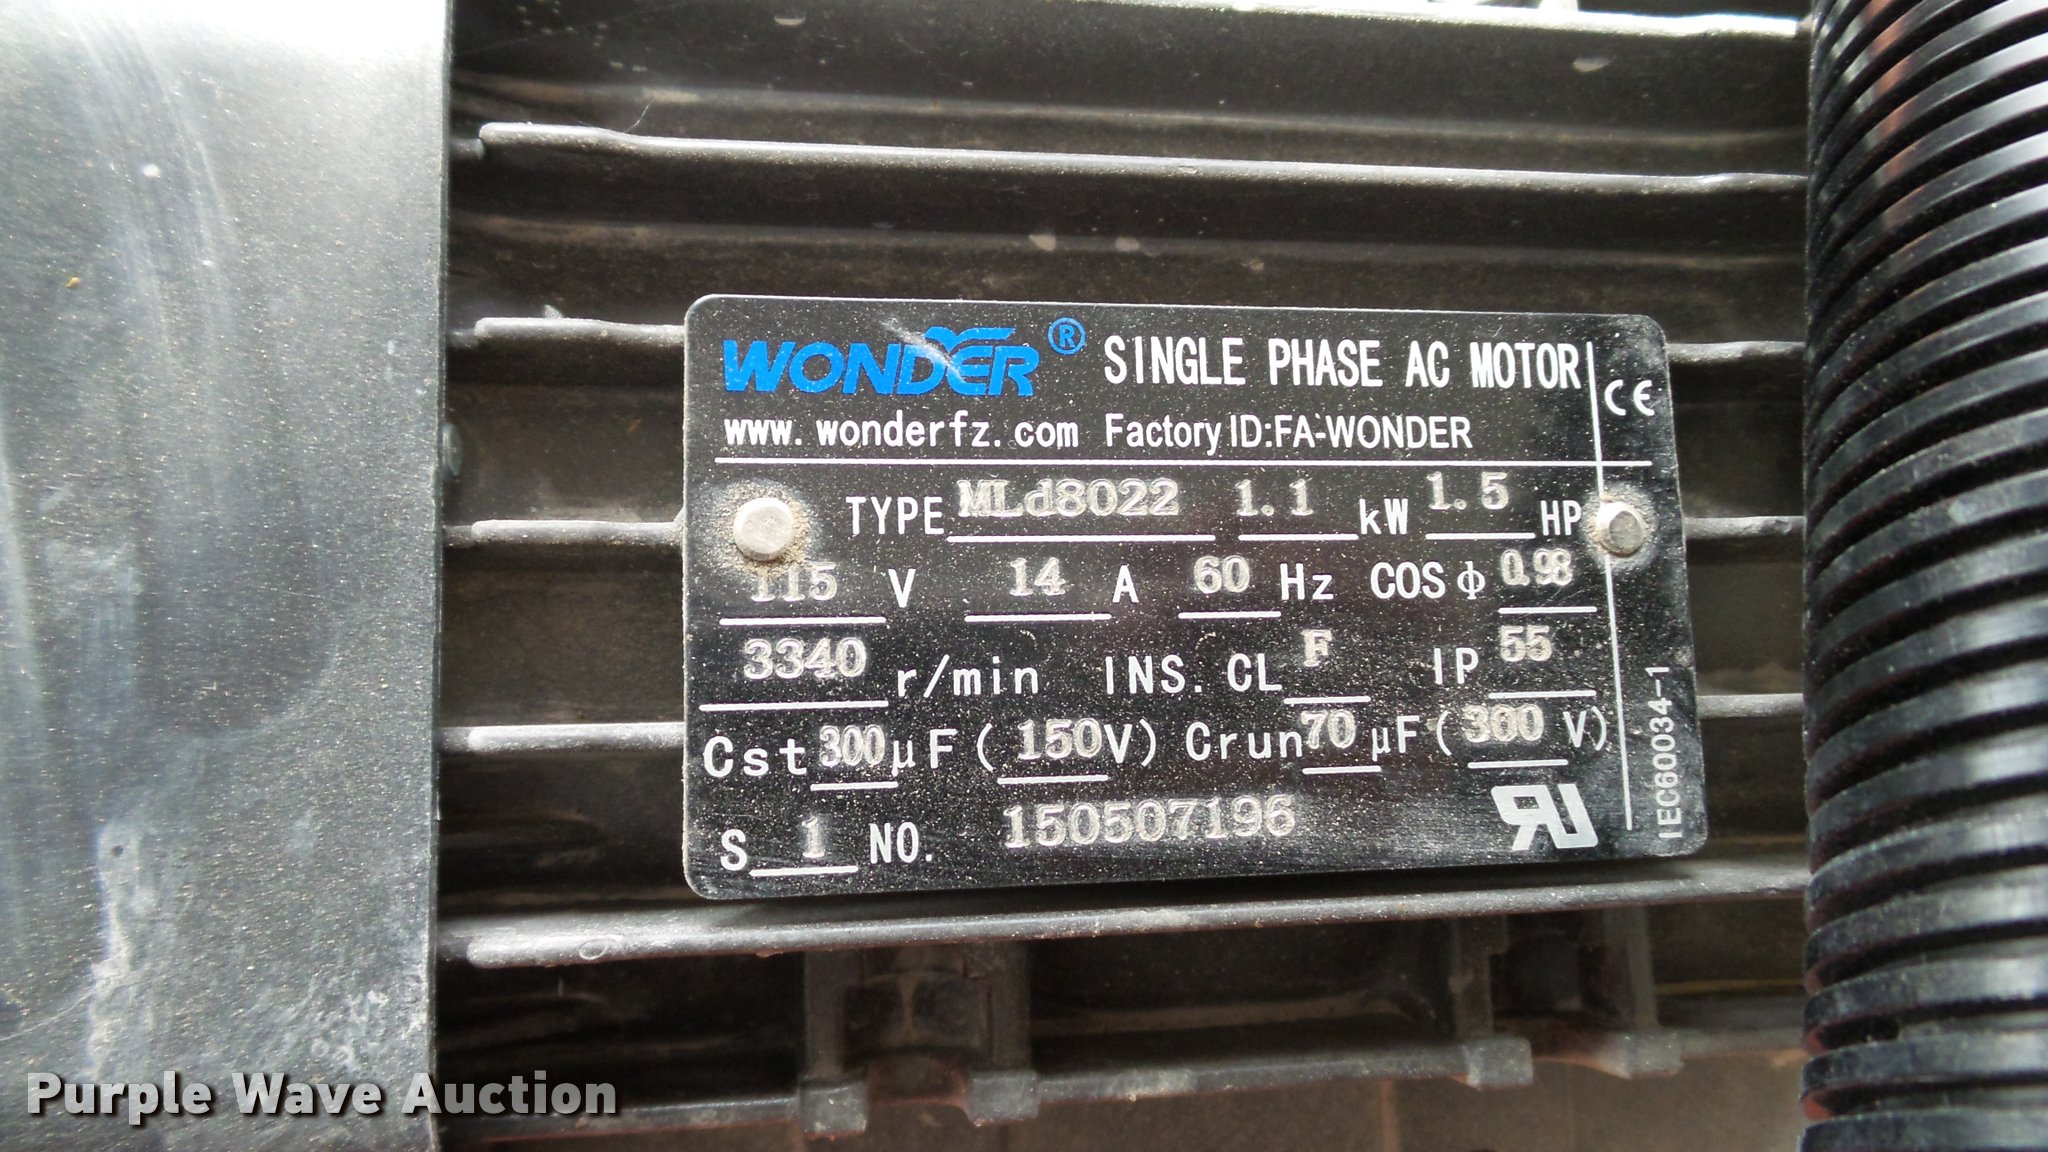 WONDER® SINGLE PHASE AC MOTOR
CE
www.wonderfz.com Factory ID:FA-WONDER
TYPE MLd8022 1.1 kW 1.5 HP
115 V 14 A 60 Hz COSφ 0.98
3340 r/min INS.CL F IP 55
Cst 300 μF(150V) Crun 70 μF(300V)
S 1 NO. 150507196
RU
IEC60034-1
Purple Wave Auction